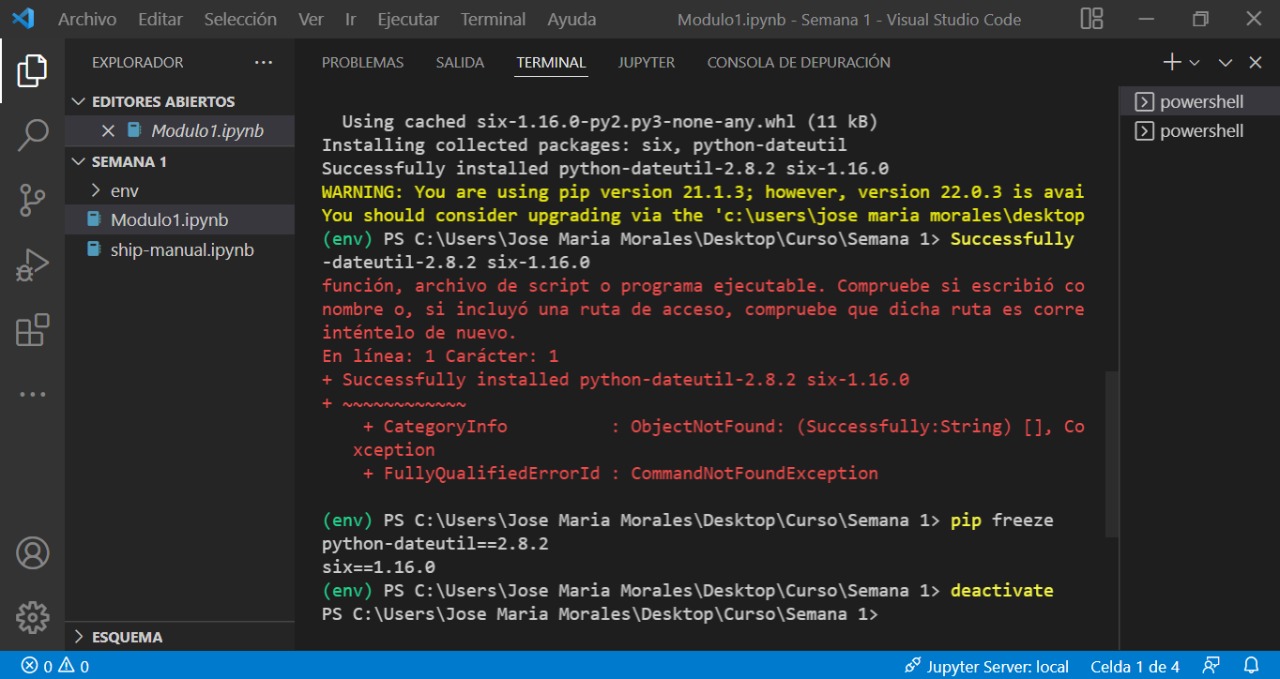 Archivo Editar Selección Ver Ir Ejecutar Terminal Ayuda Modulo1.ipynb - Semana 1 - Visual Studio Code
EXPLORADOR ...
EDITORES ABIERTOS
Modulo1.ipynb
SEMANA 1
env
Modulo1.ipynb
ship-manual.ipynb
ESQUEMA
PROBLEMAS SALIDA TERMINAL JUPYTER CONSOLA DE DEPURACIÓN
Using cached six-1.16.0-py2.py3-none-any.whl (11 kB)
Installing collected packages: six, python-dateutil
Successfully installed python-dateutil-2.8.2 six-1.16.0
WARNING: You are using pip version 21.1.3; however, version 22.0.3 is avai
You should consider upgrading via the 'c:\users\jose maria morales\desktop
(env) PS C:\Users\Jose Maria Morales\Desktop\Curso\Semana 1> Successfully
-dateutil-2.8.2 six-1.16.0
función, archivo de script o programa ejecutable. Compruebe si escribió co
nombre o, si incluyó una ruta de acceso, compruebe que dicha ruta es corre
inténtelo de nuevo.
En línea: 1 Carácter: 1
+ Successfully installed python-dateutil-2.8.2 six-1.16.0
+ ~~~~~~~~~~~~
+ CategoryInfo : ObjectNotFound: (Successfully:String) [], Co
xception
+ FullyQualifiedErrorId : CommandNotFoundException
(env) PS C:\Users\Jose Maria Morales\Desktop\Curso\Semana 1> pip freeze
python-dateutil==2.8.2
six==1.16.0
(env) PS C:\Users\Jose Maria Morales\Desktop\Curso\Semana 1> deactivate
PS C:\Users\Jose Maria Morales\Desktop\Curso\Semana 1>
powershell
powershell
0 0 Jupyter Server: local Celda 1 de 4